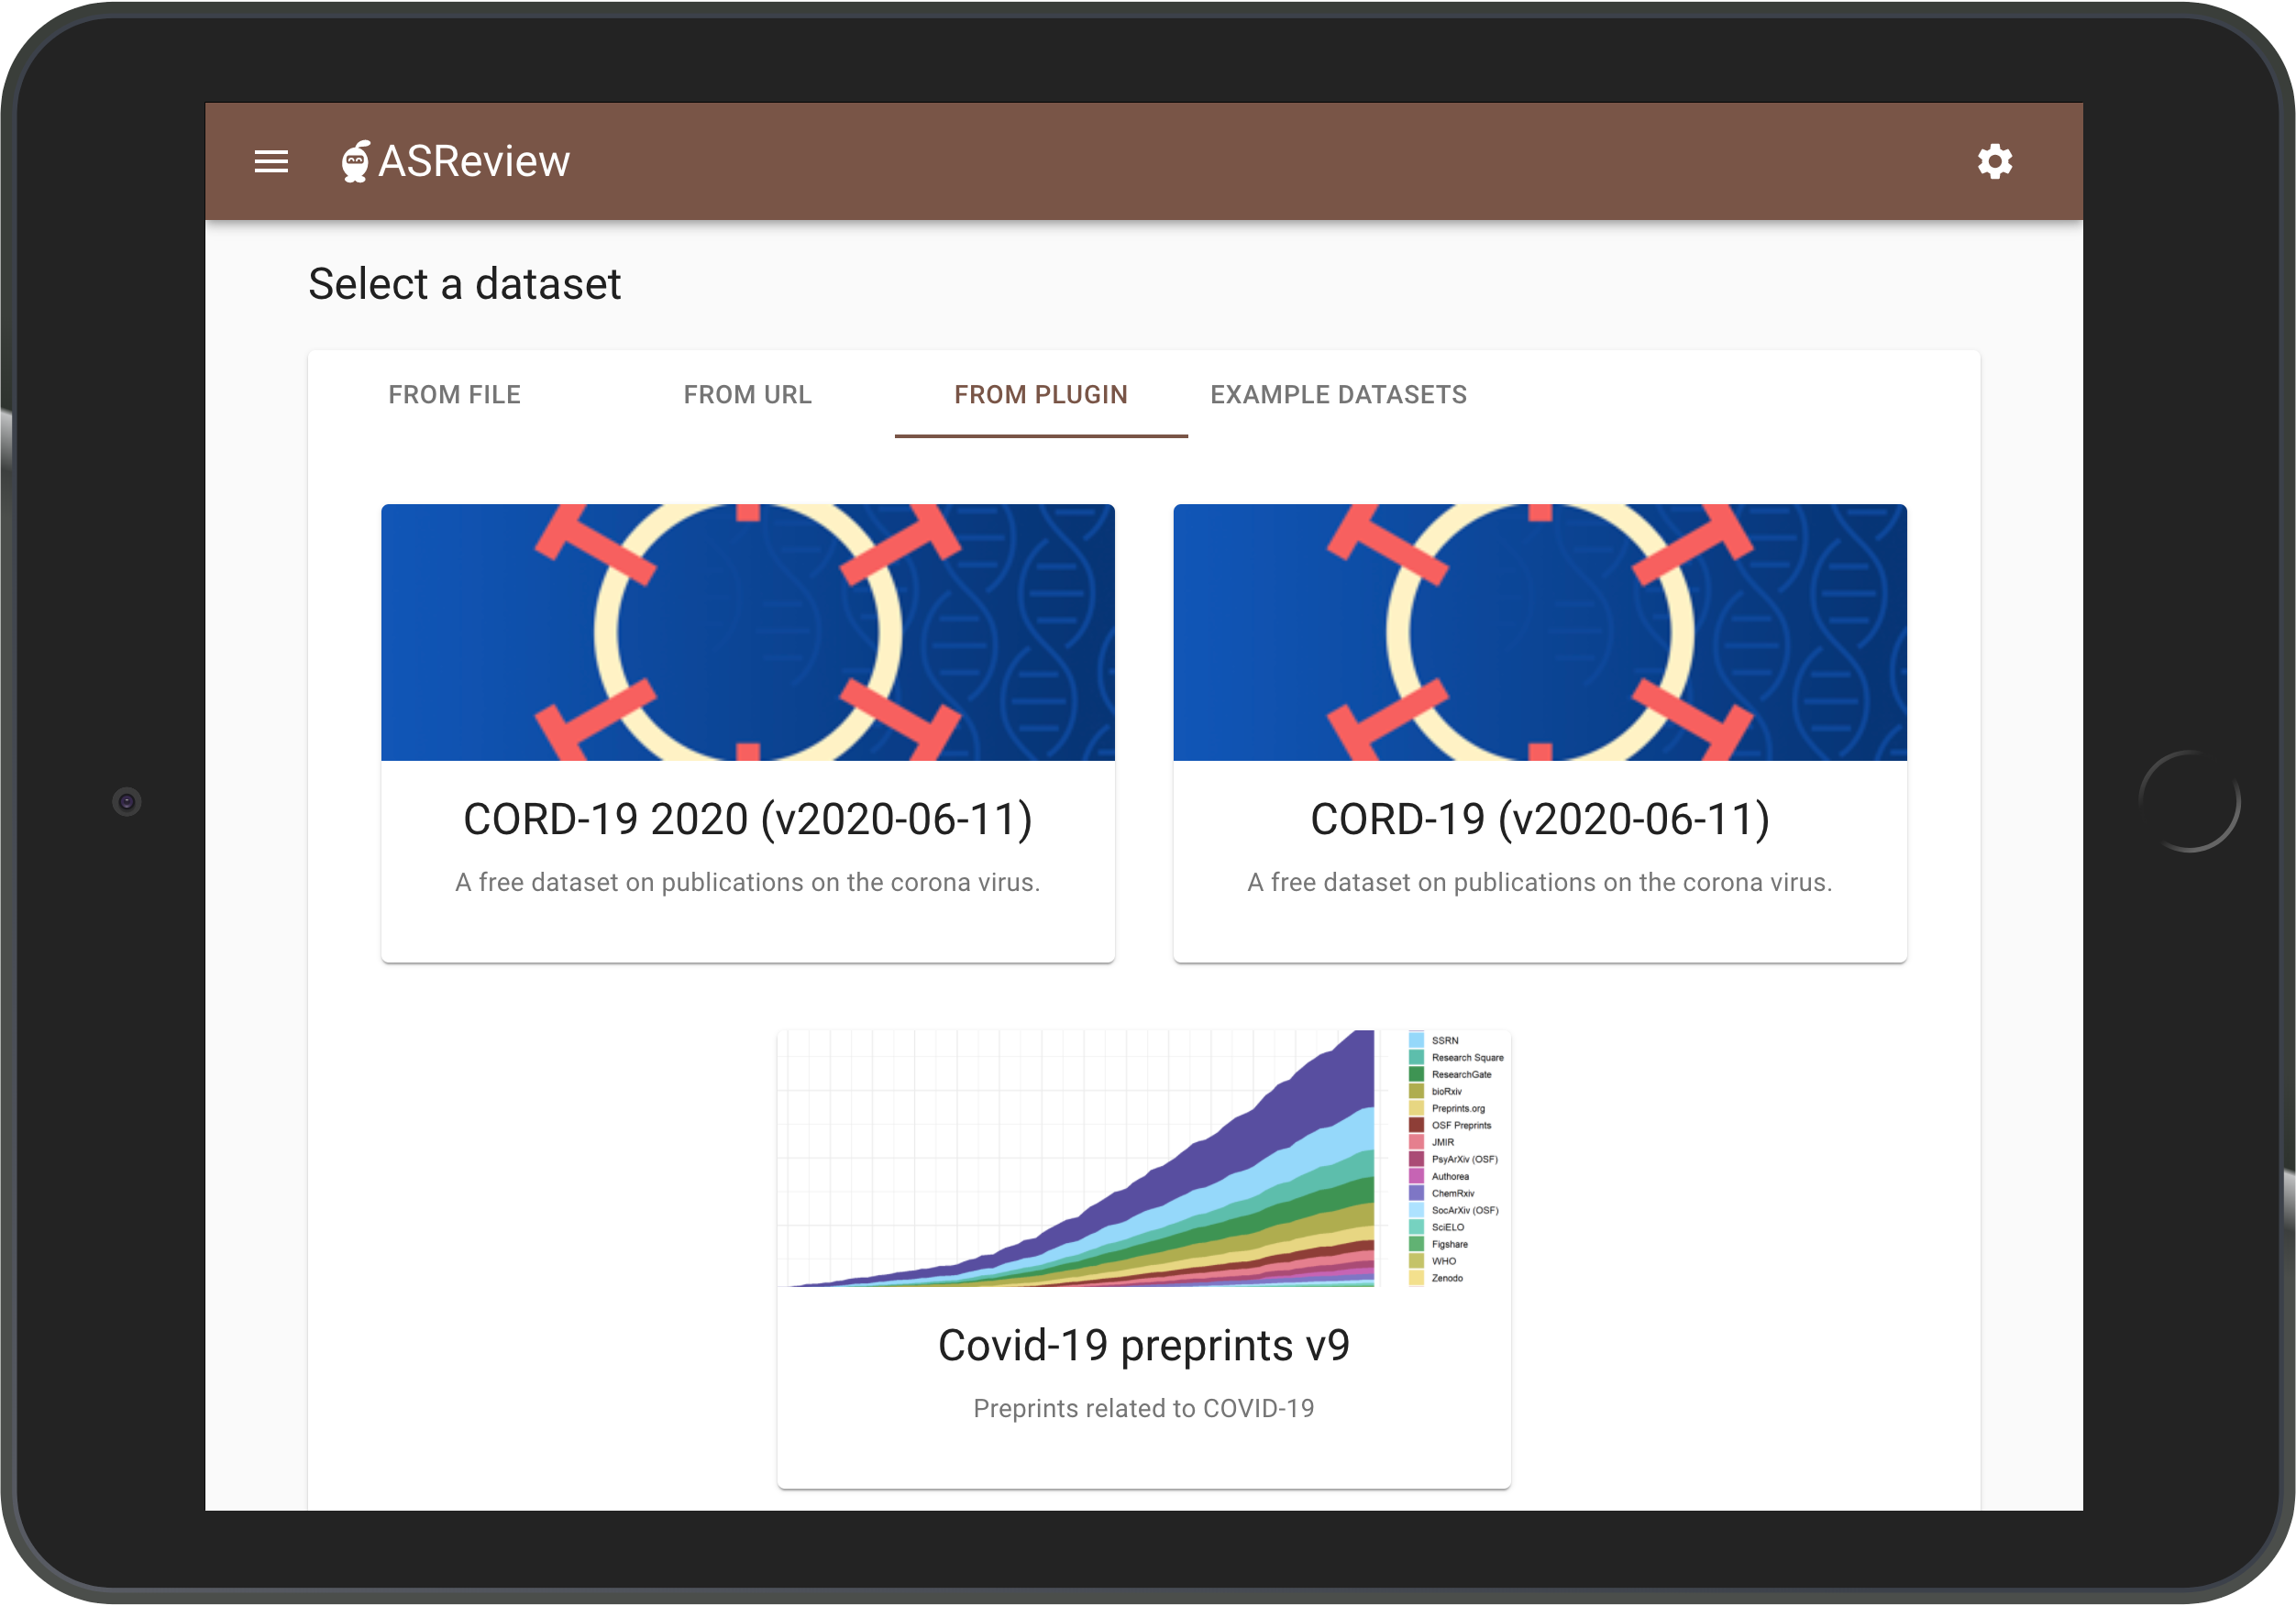 ASReview
Select a dataset
FROM FILE
FROM URL
FROM PLUGIN
EXAMPLE DATASETS
CORD-19 2020 (v2020-06-11)
A free dataset on publications on the corona virus.
CORD-19 (v2020-06-11)
A free dataset on publications on the corona virus.
SSRN
Research Square
ResearchGate
bioRxiv
Preprints.org
OSF Preprints
JMIR
PsyArXiv (OSF)
Authorea
ChemRxiv
SocArXiv (OSF)
SciELO
Figshare
WHO
Zenodo
Covid-19 preprints v9
Preprints related to COVID-19